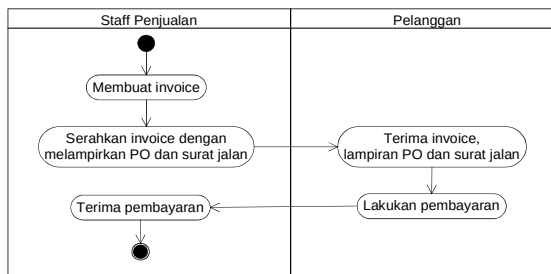 Staff Penjualan
Pelanggan
Membuat invoice
Serahkan invoice dengan
melampirkan PO dan surat jalan
Terima invoice,
lampiran PO dan surat jalan
Lakukan pembayaran
Terima pembayaran